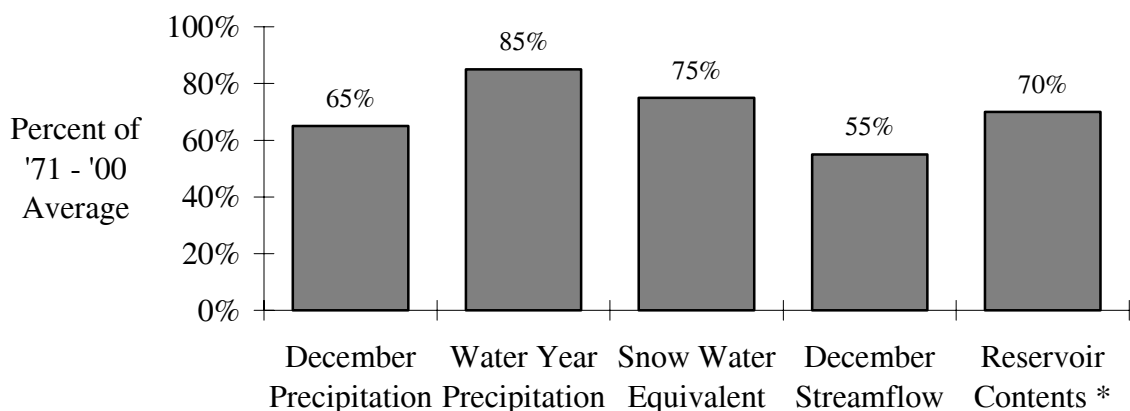 Percent of
'71 - '00
Average
100%
80%
60%
40%
20%
0%
65%
85%
75%
55%
70%
December
Precipitation
Water Year
Precipitation
Snow Water
Equivalent
December
Streamflow
Reservoir
Contents *